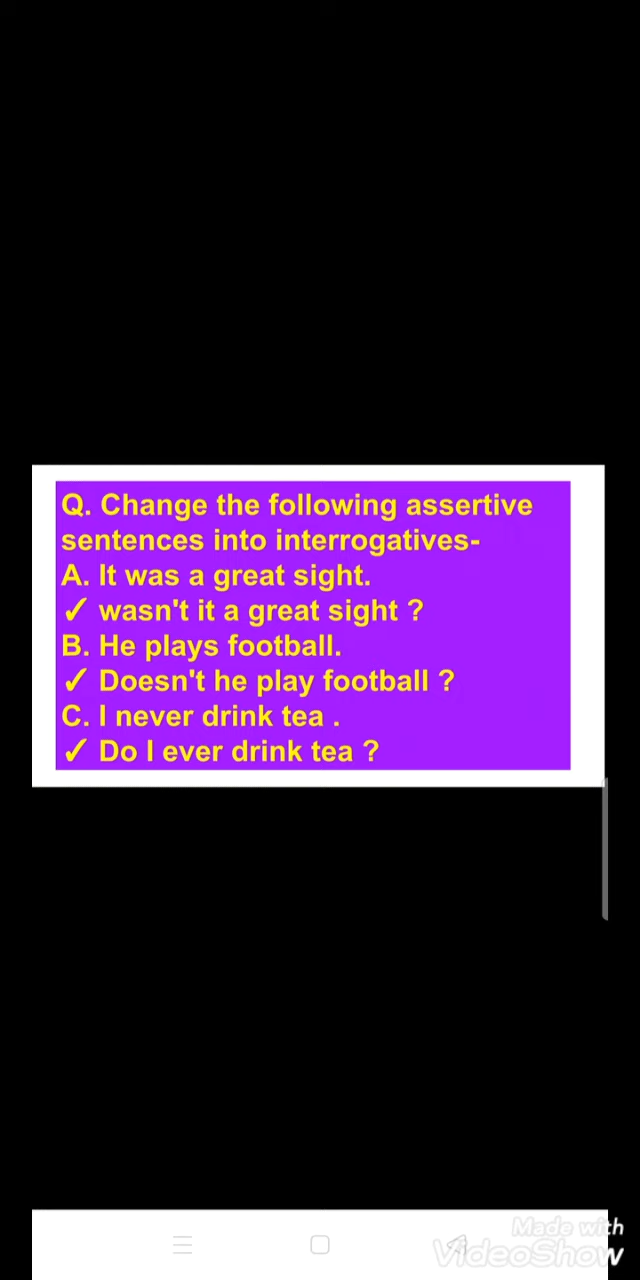 Q. Change the following assertive
sentences into interrogatives-
A. It was a great sight.
✓ wasn't it a great sight ?
B. He plays football.
✓ Doesn't he play football ?
C. I never drink tea .
✓ Do I ever drink tea ?
Made with
VideoShow